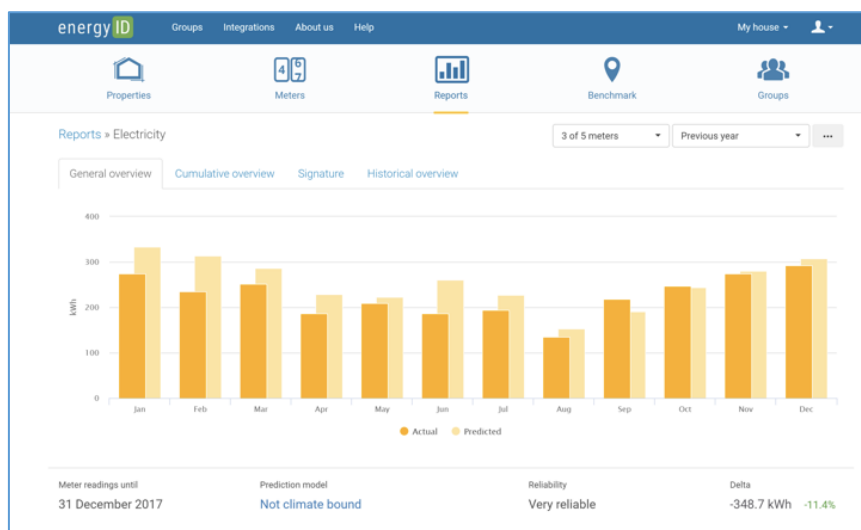 energy ID Groups Integrations About us Help My house
4 6 7
Properties Meters Reports Benchmark Groups
Reports » Electricity 3 of 5 meters Previous year ...
General overview Cumulative overview Signature Historical overview
400
300
200
100
0
kWh
Jan Feb Mar Apr May Jun Jul Aug Sep Oct Nov Dec
Actual Predicted
Meter readings until Prediction model Reliability Delta
31 December 2017 Not climate bound Very reliable -348.7 kWh -11.4%